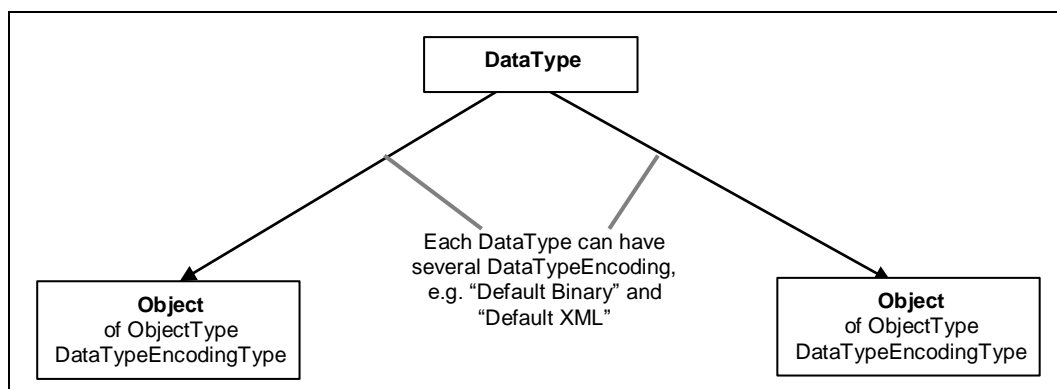 DataType
Each DataType can have
several DataTypeEncoding,
e.g. “Default Binary” and
“Default XML”
Object
of ObjectType
DataTypeEncodingType
Object
of ObjectType
DataTypeEncodingType